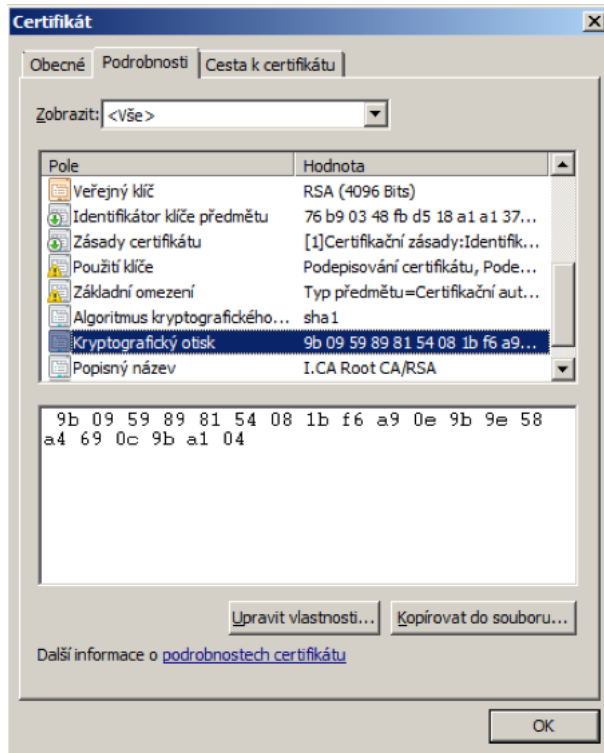 Certifikát
Obecné Podrobnosti Cesta k certifikátu
Zobrazit: <Vše>
Pole Hodnota
Veřejný klíč RSA (4096 Bits)
Identifikátor klíče předmětu 76 b9 03 48 fb d5 18 a1 a1 37...
Zásady certifikátu [1]Certifikační zásady:Identifik...
Použití klíče Podepisování certifikátu, Pode...
Základní omezení Typ předmětu=Certifikační aut...
Algoritmus kryptografického... sha1
Kryptografický otisk 9b 09 59 89 81 54 08 1b f6 a9...
Popisný název I.CA Root CA/RSA
9b 09 59 89 81 54 08 1b f6 a9 0e 9b 9e 58
a4 69 0c 9b a1 04
Upravit vlastnosti... Kopírovat do souboru...
Další informace o podrobnostech certifikátu
OK